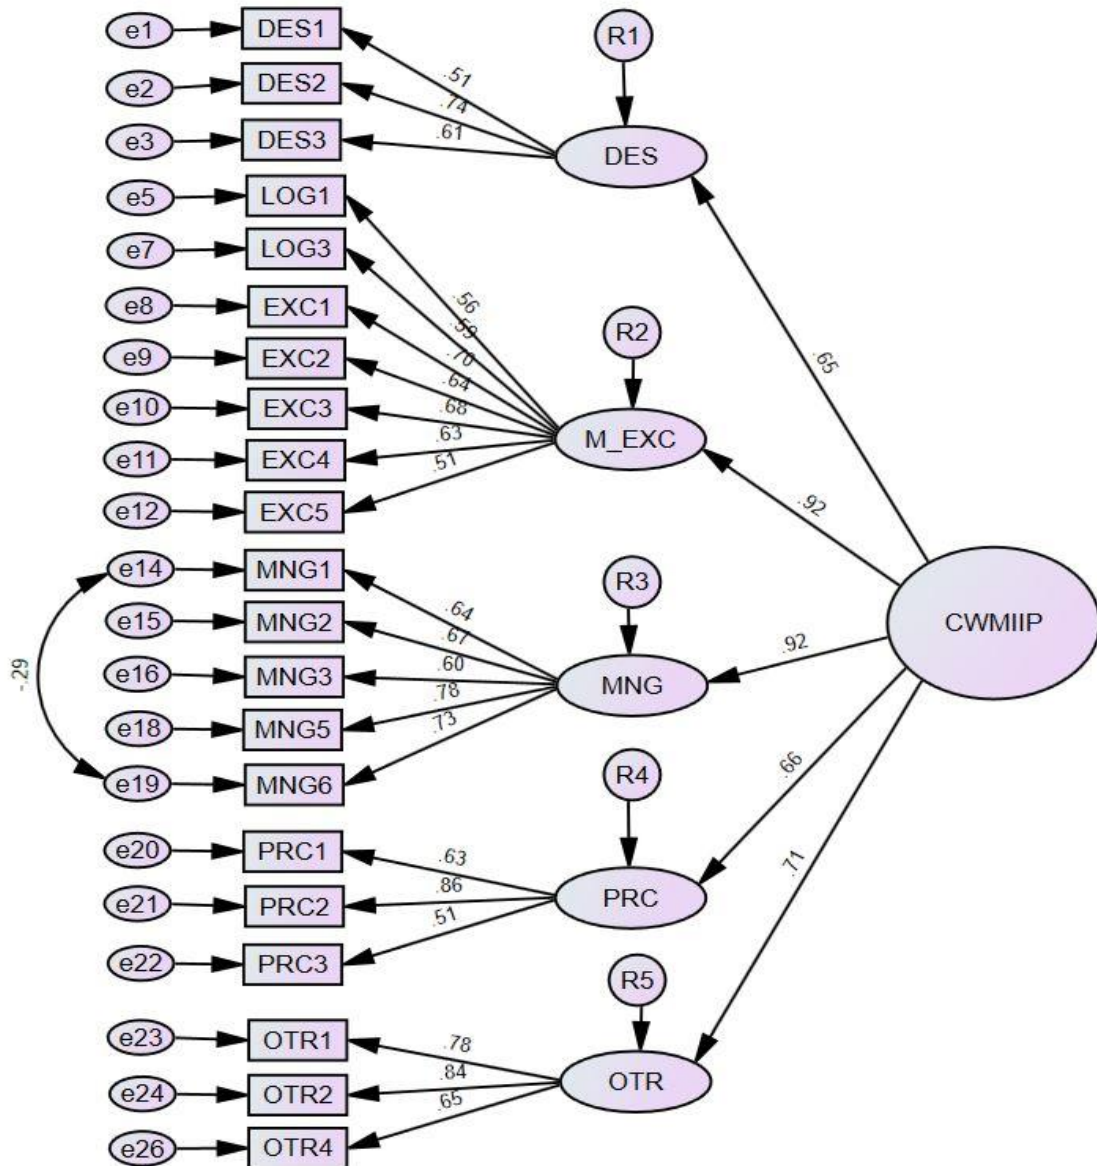 e1 DES1 R1
.51
e2 DES2
.74
e3 DES3 .61 DES
e5 LOG1
e7 LOG3
.56
e8 EXC1 .59 R2
.70
e9 EXC2 .65
.64
e10 EXC3 .68
.63 M_EXC
e11 EXC4 .51
.92
e12 EXC5
e14 MNG1 R3
.64
e15 MNG2 .67 CWMIIP
.60 .92
-.29 e16 MNG3 MNG
.78
e18 MNG5 .73
e19 MNG6 R4 .66
e20 PRC1 .63
.86 .71
e21 PRC2 PRC
.51
e22 PRC3
R5
e23 OTR1 .78
.84
e24 OTR2 OTR
.65
e26 OTR4